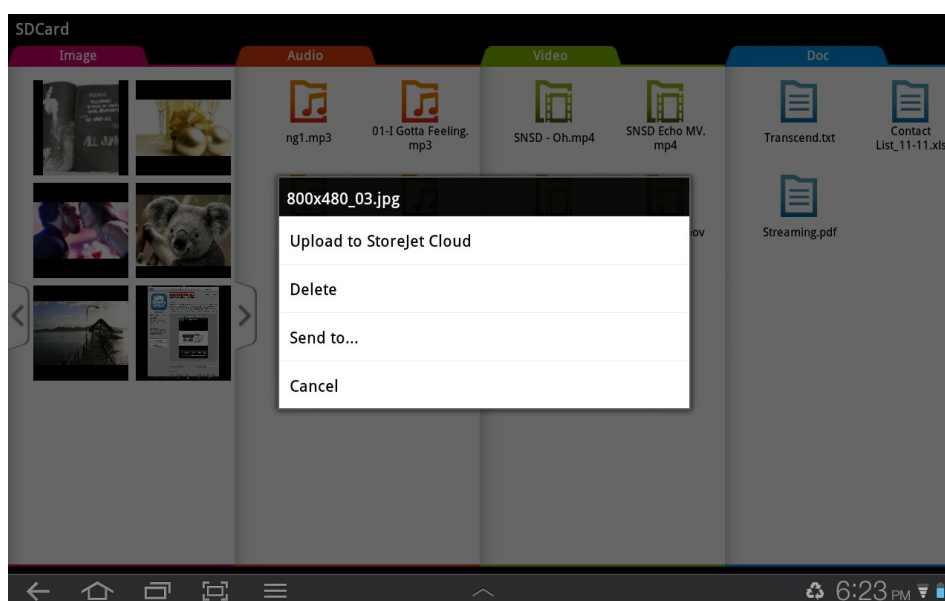 SDCard
Image
Audio
Video
Doc
ng1.mp3
01-I Gotta Feeling.
mp3
SNSD - Oh.mp4
SNSD Echo MV.
mp4
Transcend.txt
Contact
List_11-11.xls
ov
Streaming.pdf
800x480_03.jpg
Upload to StoreJet Cloud
Delete
Send to...
Cancel
6:23 PM